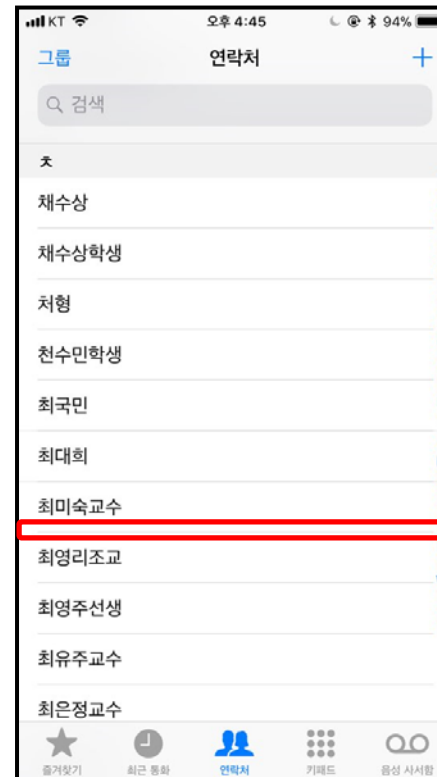 KT 오후 4:45 94%
그룹 연락처 +
검색
ㅊ
채수상
채수상학생
처형
천수민학생
최국민
최대희
최미숙교수
최영리조교
최영주선생
최유주교수
최은정교수
즐겨찾기 최근 통화 연락처 키패드 음성 사서함